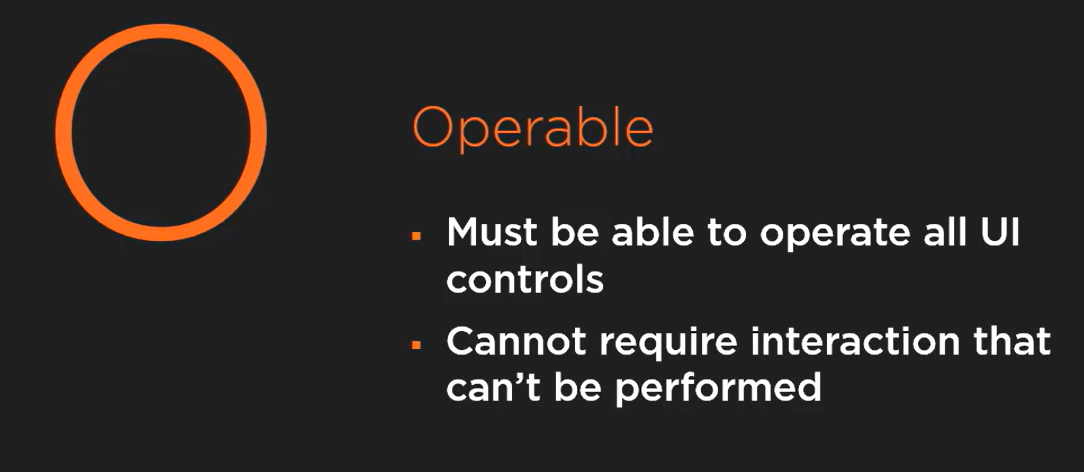 Operable
Must be able to operate all UI
controls
Cannot require interaction that
can't be performed